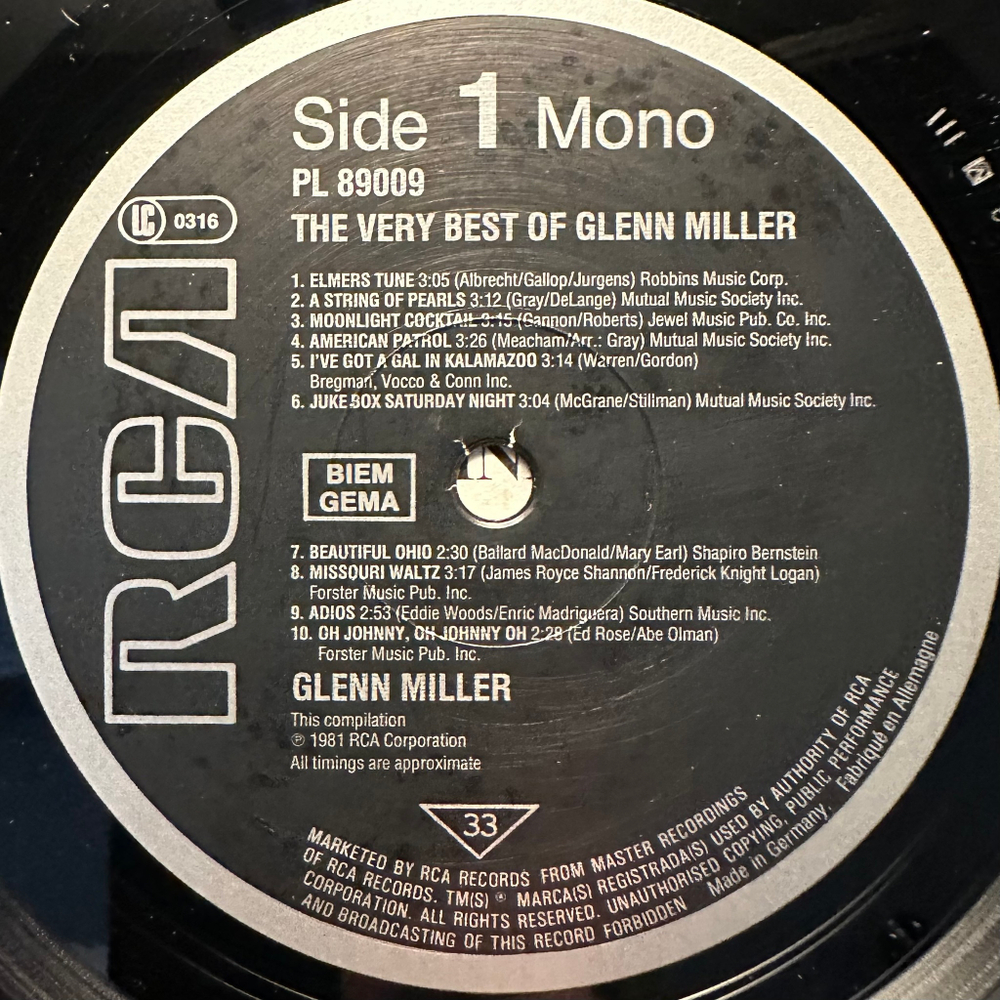 Side 1 Mono
PL 89009
LC 0316
THE VERY BEST OF GLENN MILLER
RCA
1. ELMERS TUNE 3:05 (Albrecht/Gallop/Jurgens) Robbins Music Corp.
2. A STRING OF PEARLS 3:12 (Gray/DeLange) Mutual Music Society Inc.
3. MOONLIGHT COCKTAIL 3:15 (Gannon/Roberts) Jewel Music Pub. Co. Inc.
4. AMERICAN PATROL 3:26 (Meacham/Arr.: Gray) Mutual Music Society Inc.
5. I'VE GOT A GAL IN KALAMAZOO 3:14 (Warren/Gordon)
Bregman, Vocco & Conn Inc.
6. JUKE BOX SATURDAY NIGHT 3:04 (McGrane/Stillman) Mutual Music Society Inc.
BIEM
GEMA
IN
7. BEAUTIFUL OHIO 2:30 (Ballard MacDonald/Mary Earl) Shapiro Bernstein
8. MISSOURI WALTZ 3:17 (James Royce Shannon/Frederick Knight Logan)
Forster Music Pub. Inc.
9. ADIOS 2:53 (Eddie Woods/Enric Madriguera) Southern Music Inc.
10. OH JOHNNY, OH JOHNNY OH 2:28 (Ed Rose/Abe Olman)
Forster Music Pub. Inc.
GLENN MILLER
This compilation
℗ 1981 RCA Corporation
All timings are approximate
33
MARKETED BY RCA RECORDS FROM MASTER RECORDINGS
OF RCA RECORDS. TM(S) ® MARCA(S) REGISTRADA(S) USED BY AUTHORITY OF RCA
CORPORATION. ALL RIGHTS RESERVED. UNAUTHORISED COPYING, PUBLIC PERFORMANCE
AND BROADCASTING OF THIS RECORD FORBIDDEN Made in Germany. Fabriqué en Allemagne.